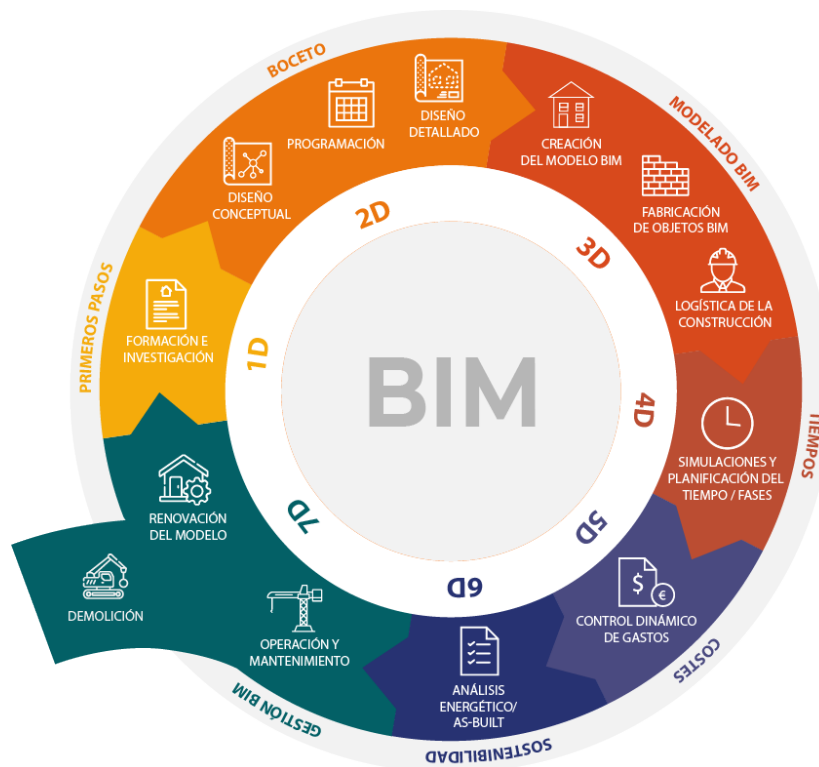 BOCETO
DISEÑO
DETALLADO
PROGRAMACIÓN
DISEÑO
CONCEPTUAL
2D
MODELADO BIM
CREACIÓN
DEL MODELO BIM
FABRICACIÓN
DE OBJETOS BIM
LOGÍSTICA DE LA
CONSTRUCCIÓN
3D
PRIMEROS PASOS
FORMACIÓN E
INVESTIGACIÓN
1D
BIM
4D
TIEMPOS
SIMULACIONES Y
PLANIFICACIÓN DEL
TIEMPO / FASES
5D
$
€
CONTROL DINÁMICO
DE GASTOS
COSTES
6D
ANÁLISIS
ENERGÉTICO/
AS-BUILT
SOSTENIBILIDAD
7D
RENOVACIÓN
DEL MODELO
DEMOLICIÓN
OPERACIÓN Y
MANTENIMIENTO
GESTIÓN BIM